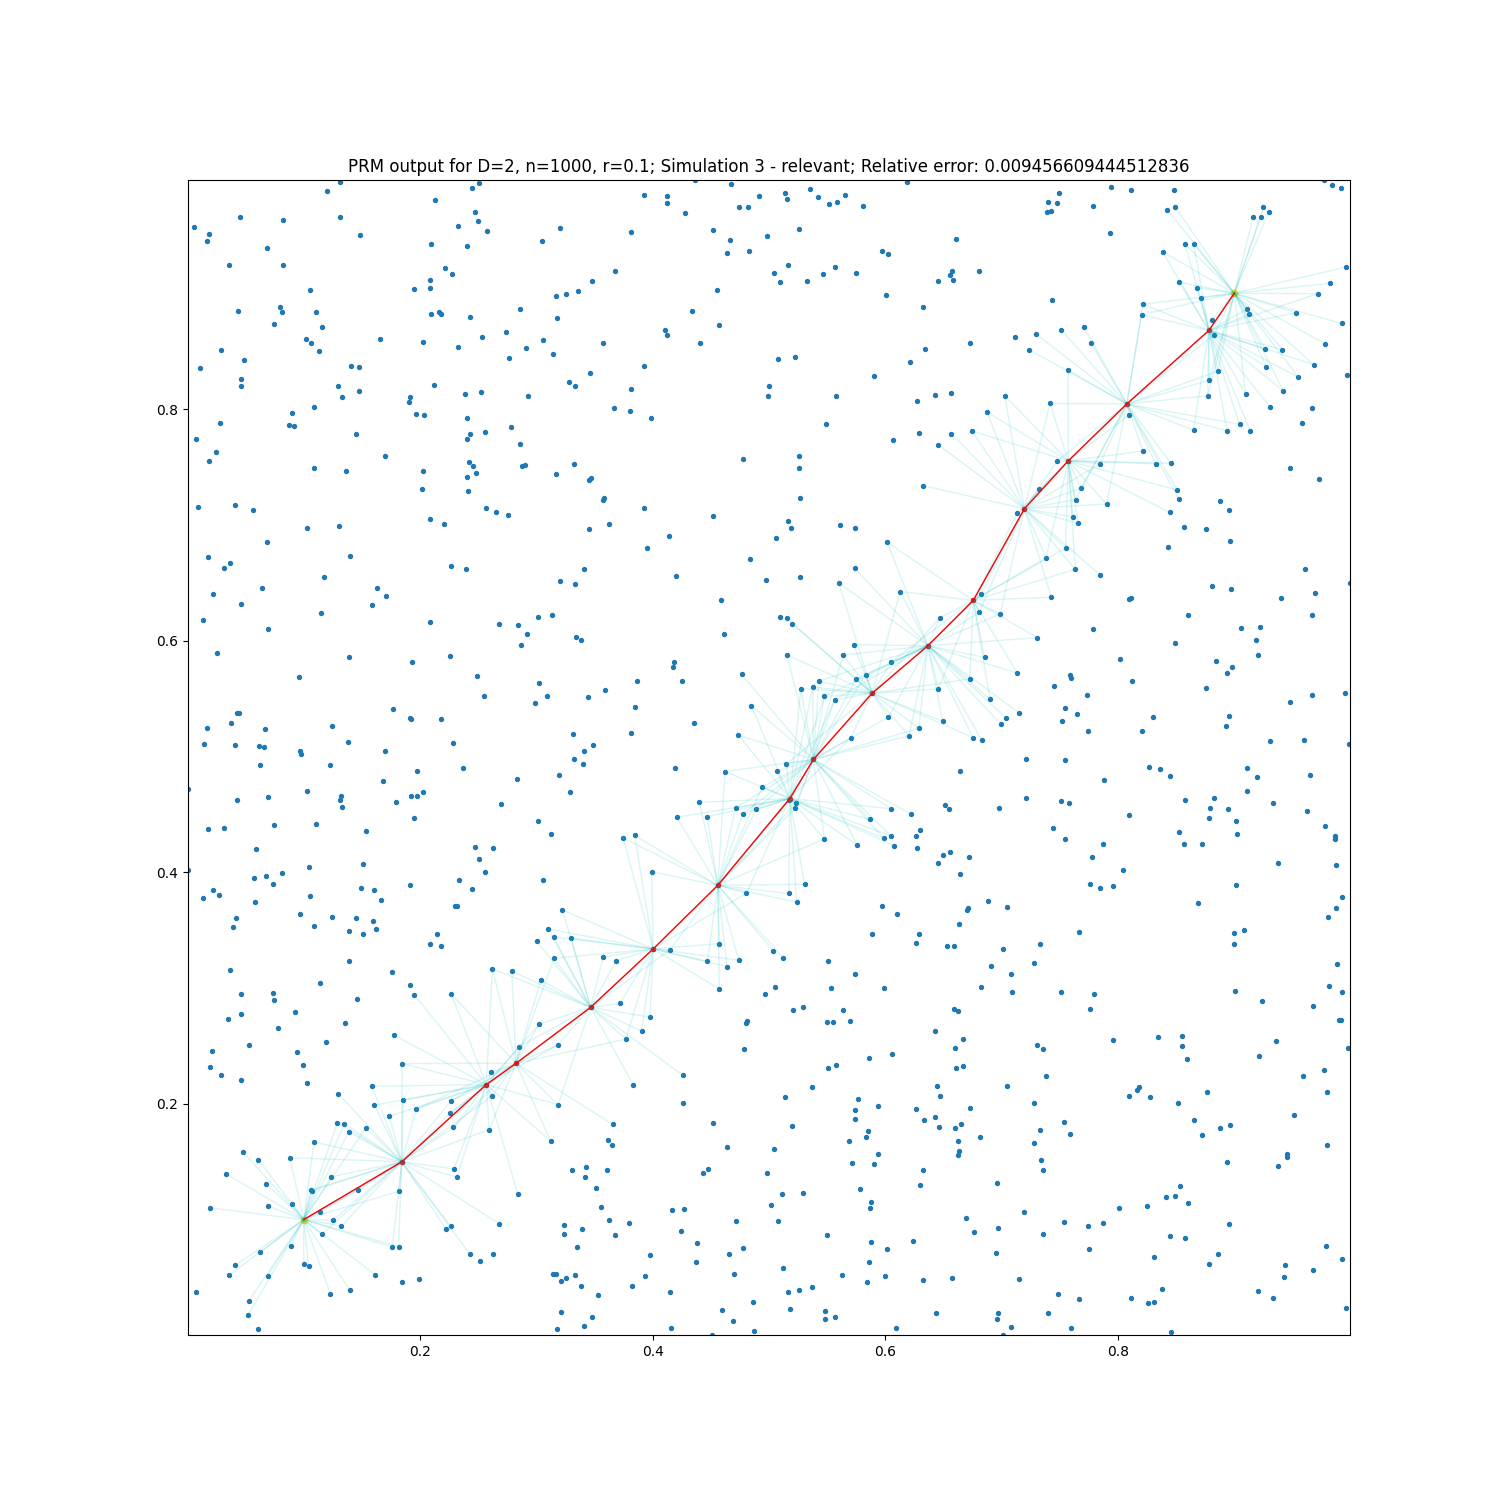 PRM output for D=2, n=1000, r=0.1; Simulation 3 - relevant; Relative error: 0.009456609444512836
0.8
0.6
0.4
0.2
0.2 0.4 0.6 0.8